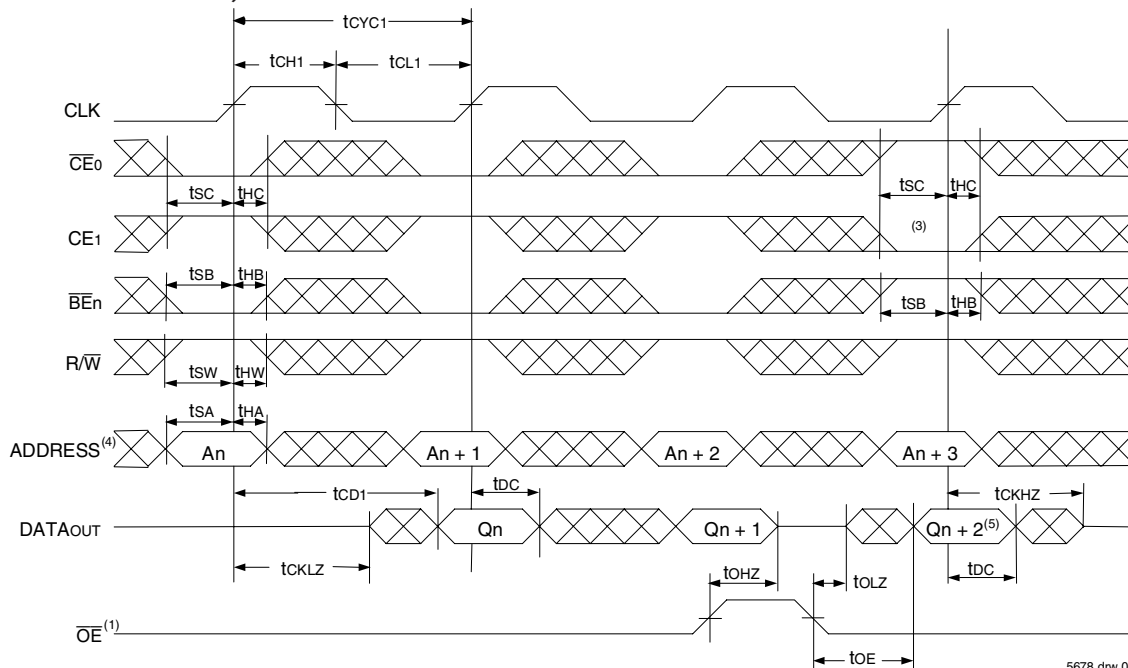 tCYC1
tCH1 tCL1
CLK
CE0
tSC tHC tSC tHC
CE1 (3)
tSB tHB
BEn tSB tHB
R/W
tSW tHW
tSA tHA
ADDRESS(4) An An + 1 An + 2 An + 3
tCD1 tDC tCKHZ
DATAOUT Qn Qn + 1 Qn + 2(5)
tCKLZ tOHZ tOLZ tDC
OE(1)
tOE